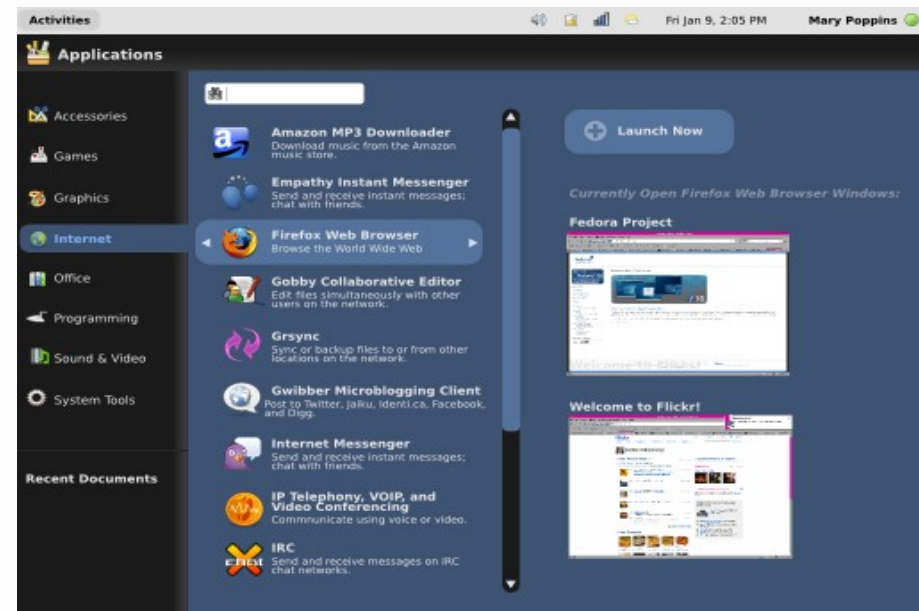 Activities
Fri Jan 9, 2:05 PM
Mary Poppins
Applications
Accessories
Games
Graphics
Internet
Office
Programming
Sound & Video
System Tools
Recent Documents
Amazon MP3 Downloader
Download music from the Amazon
music store.
Empathy Instant Messenger
Send and receive instant messages;
chat with friends.
Firefox Web Browser
Browse the World Wide Web
Gobby Collaborative Editor
Edit files simultaneously with other
users on the network.
Grsync
Sync or backup files to or from other
locations on the network.
Gwibber Microblogging Client
Post to Twitter, Jaiku, Identi.ca, Facebook,
and Digg.
Internet Messenger
Send and receive instant messages;
chat with friends.
IP Telephony, VOIP, and
Video Conferencing
Commmunicate using voice or video.
IRC
Send and receive messages on IRC
chat networks.
Launch Now
Currently Open Firefox Web Browser Windows:
Fedora Project
Welcome to Flickr!
Welcome to Flickr!